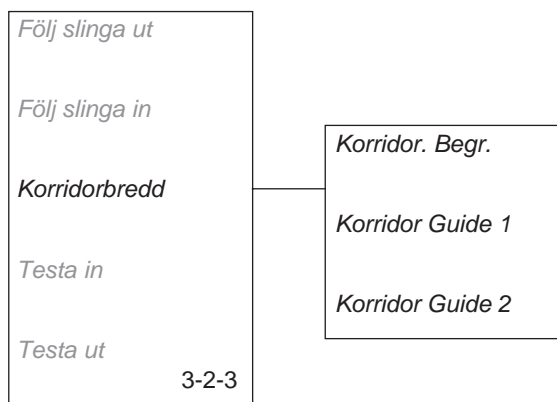 Följ slinga ut
Följ slinga in
Korridorbredd
Testa in
Testa ut
3-2-3
Korridor. Begr.
Korridor Guide 1
Korridor Guide 2